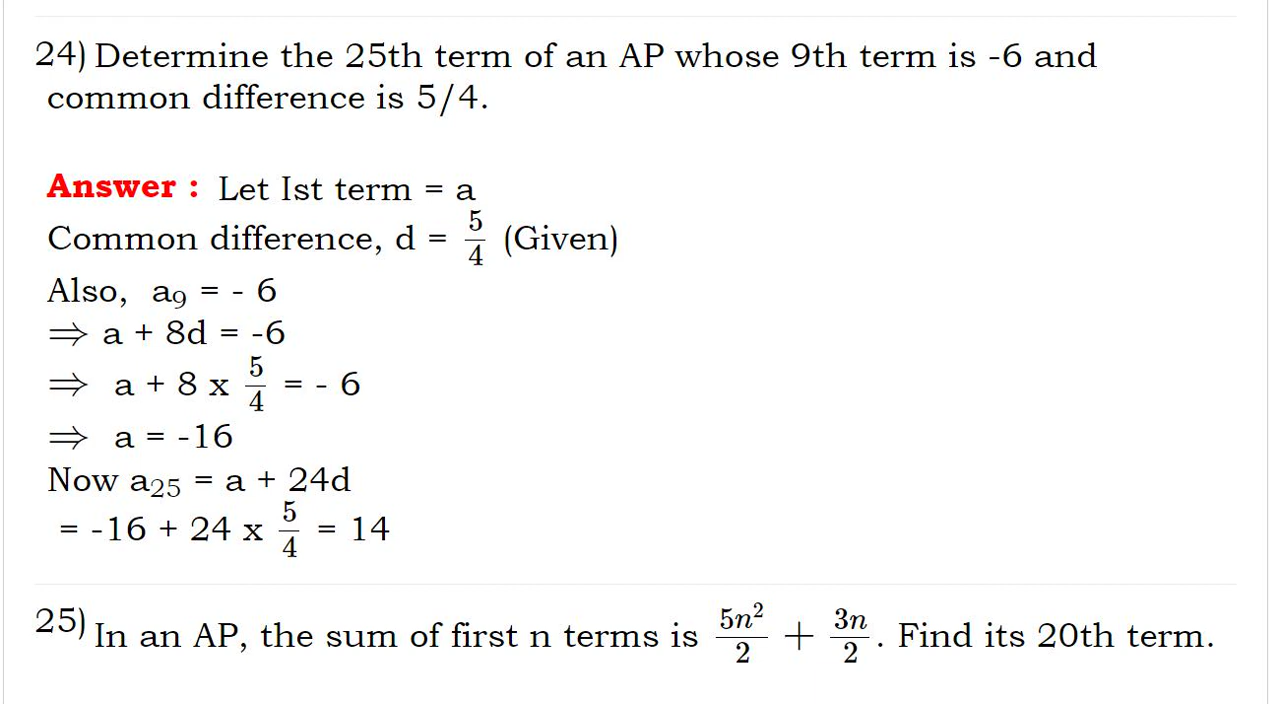 24) Determine the 25th term of an AP whose 9th term is -6 and
common difference is 5/4.
Answer : Let Ist term = a
Common difference, d = 5/4 (Given)
Also, a₉ = - 6
⇒ a + 8d = -6
⇒ a + 8 x 5/4 = - 6
⇒ a = -16
Now a₂₅ = a + 24d
= -16 + 24 x 5/4 = 14
25) In an AP, the sum of first n terms is 5n²/2 + 3n/2. Find its 20th term.